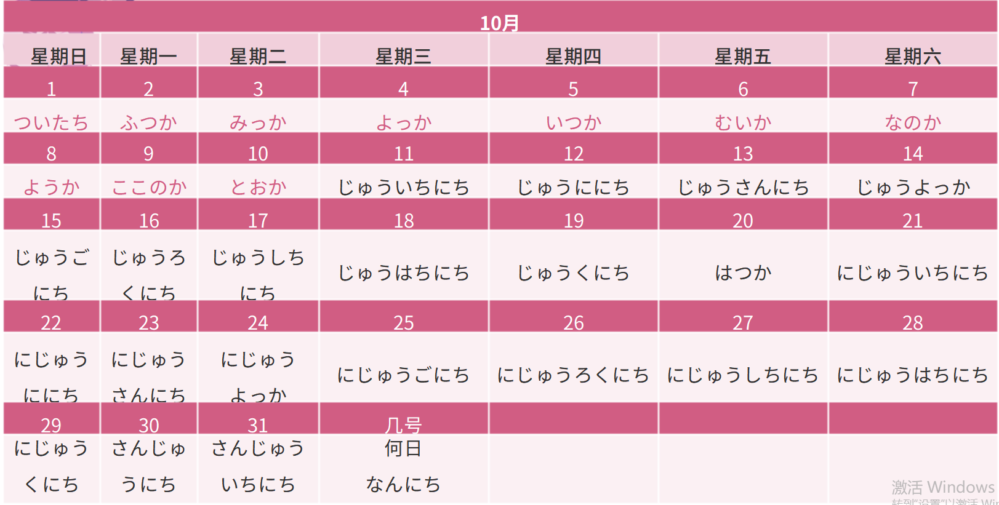 10月
星期日 星期一 星期二 星期三 星期四 星期五 星期六
1 2 3 4 5 6 7
ついたち ふつか みっか よっか いつか むいか なのか
8 9 10 11 12 13 14
ようか ここのか とおか じゅういちにち じゅうににち じゅうさんにち じゅうよっか
15 16 17 18 19 20 21
じゅうご じゅうろ じゅうしち
じゅうはちにち じゅうくにち はつか にじゅういちにち
にち くにち にち
22 23 24 25 26 27 28
にじゅう にじゅう にじゅう
にじゅうごにち にじゅうろくにち にじゅうしちにち にじゅうはちにち
ににち さんにち よっか
29 30 31 几号
にじゅう さんじゅ さんじゅう 何日
くにち うにち いちにち なんにち
激活 Windows
转到"设置"以激活 Win